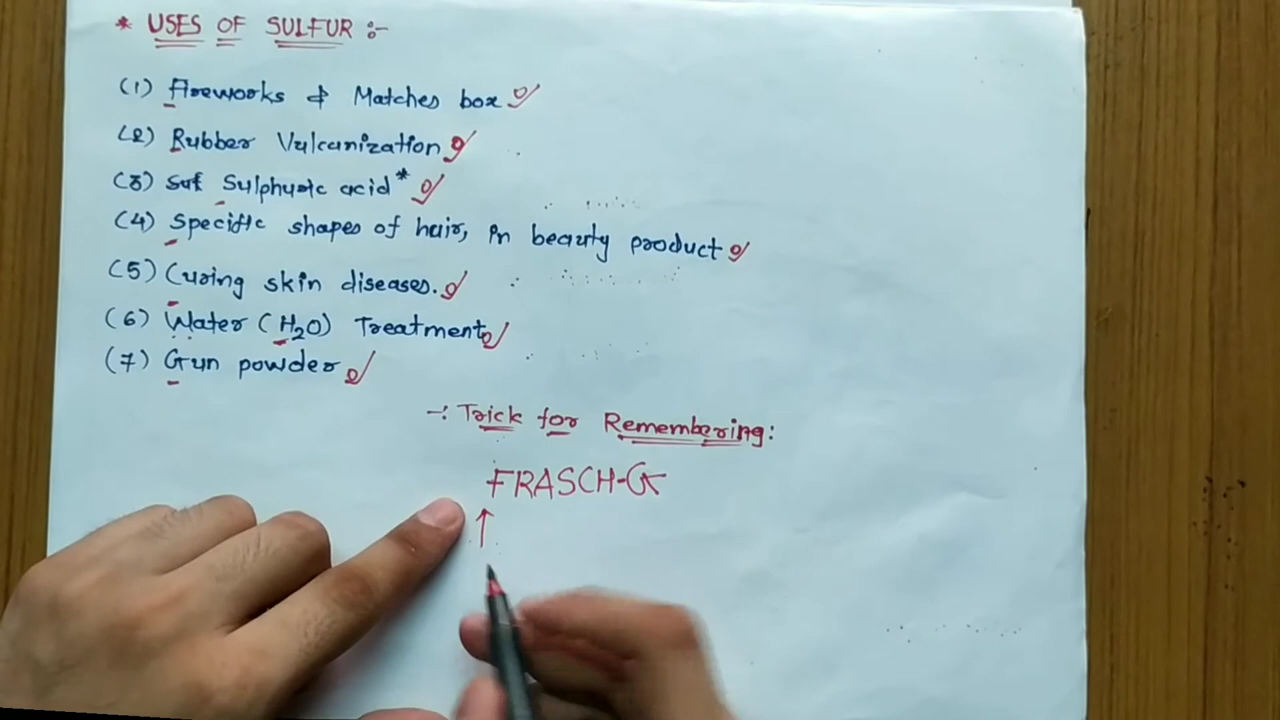 * USES OF SULFUR :-
(1) Fireworks & Matches box
(2) Rubber Vulcanization
(3) Sulphuric acid*
(4) Specific shapes of hair, in beauty product
(5) Curing skin diseases.
(6) Water (H₂O) Treatment
(7) Gun powder
-: Trick for Remembering:
FRASCH-G